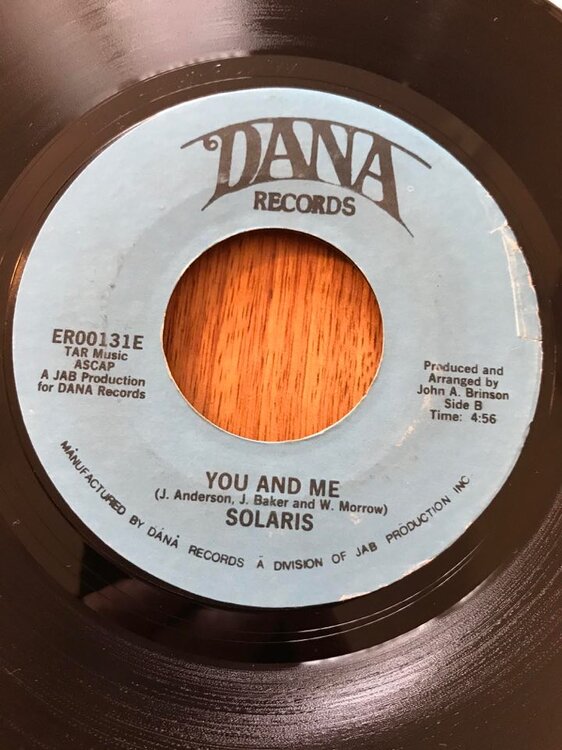 DANA
RECORDS
ER00131E
TAR Music
ASCAP
A JAB Production
for DANA Records
Produced and
Arranged by
John A. Brinson
Side B
Time: 4:56
YOU AND ME
(J. Anderson, J. Baker and W. Morrow)
SOLARIS
MANUFACTURED BY DANA RECORDS A DIVISION OF JAB PRODUCTION INC